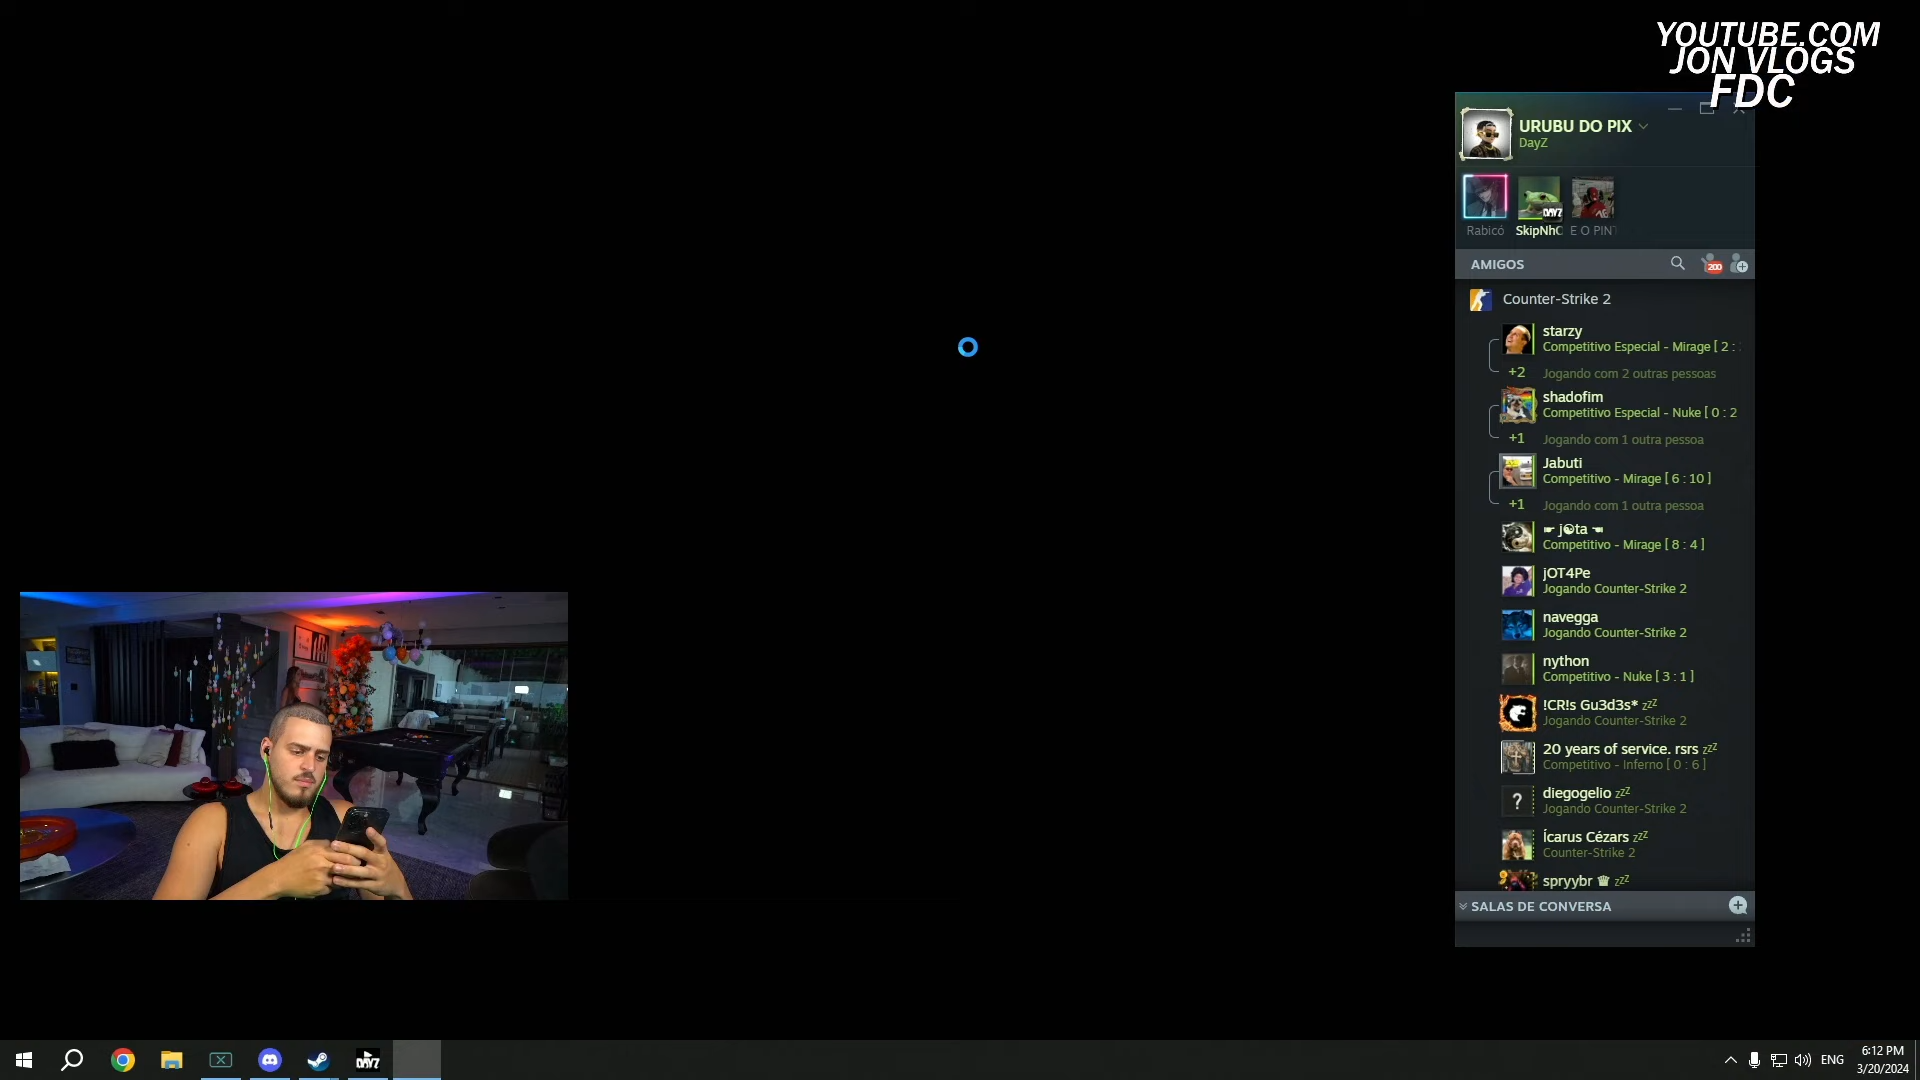 YOUTUBE.COM
JON VLOGS
FDC
URUBU DO PIX
DayZ
DAYZ
Rabicó
SkipNhC
E O PINT
AMIGOS
200
Counter-Strike 2
starzy
Competitivo Especial - Mirage [ 2 :
+2 Jogando com 2 outras pessoas
shadofim
Competitivo Especial - Nuke [ 0 : 2
+1 Jogando com 1 outra pessoa
Jabuti
Competitivo - Mirage [ 6 : 10 ]
+1 Jogando com 1 outra pessoa
☛ j☯ta ☚
Competitivo - Mirage [ 8 : 4 ]
jOT4Pe
Jogando Counter-Strike 2
navegga
Jogando Counter-Strike 2
nython
Competitivo - Nuke [ 3 : 1 ]
!CR!s Gu3d3s* zzz
Jogando Counter-Strike 2
20 years of service. rsrs zzz
Competitivo - Inferno [ 0 : 6 ]
?
diegogelio zzz
Jogando Counter-Strike 2
Ícarus Cézars zzz
Counter-Strike 2
spryybr ♛ zzz
SALAS DE CONVERSA
DAYZ
ENG
6:12 PM
3/20/2024